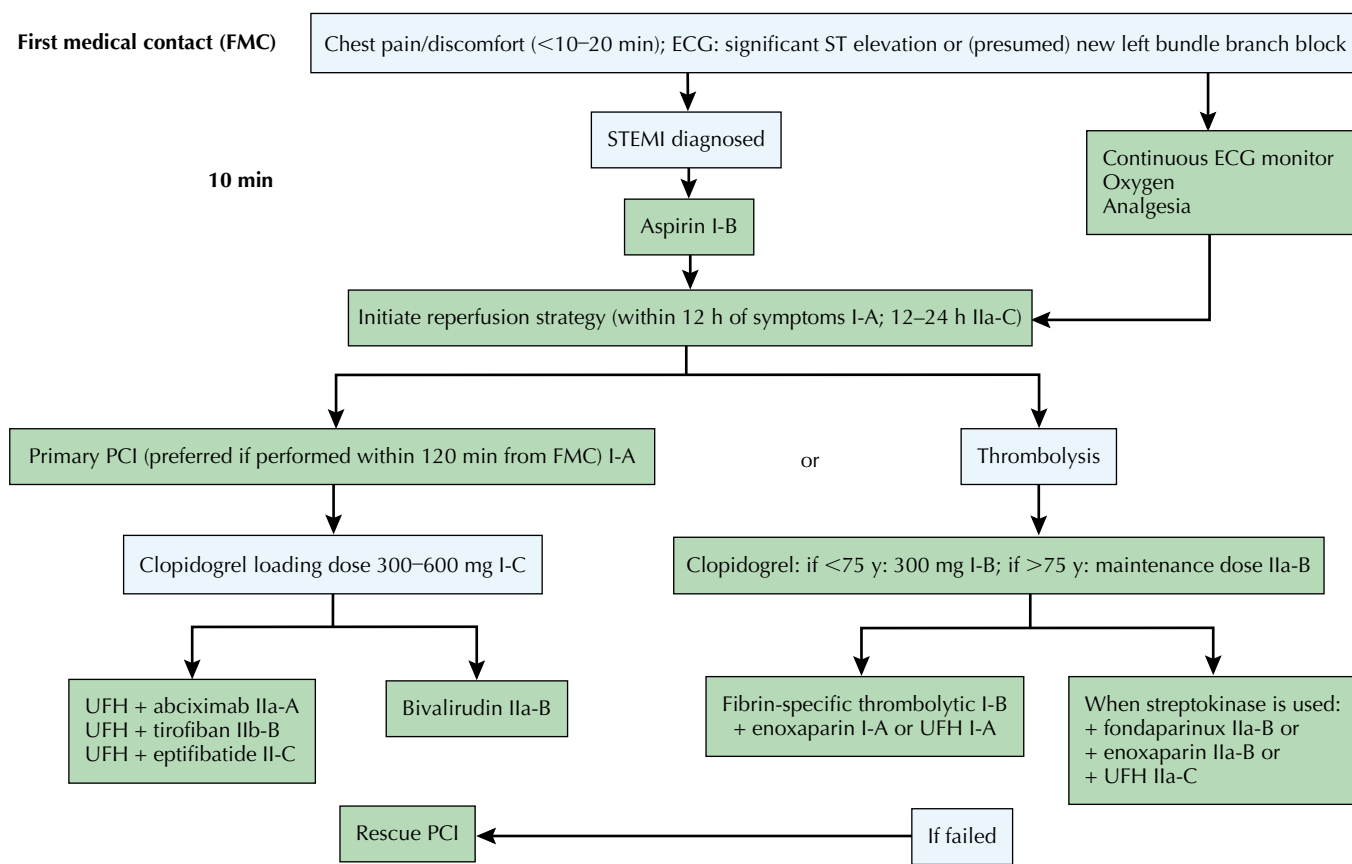 First medical contact (FMC)
Chest pain/discomfort (<10–20 min); ECG: significant ST elevation or (presumed) new left bundle branch block
STEMI diagnosed
Continuous ECG monitor
Oxygen
Analgesia
10 min
Aspirin I-B
Initiate reperfusion strategy (within 12 h of symptoms I-A; 12–24 h IIa-C)
Primary PCI (preferred if performed within 120 min from FMC) I-A
or
Thrombolysis
Clopidogrel loading dose 300–600 mg I-C
Clopidogrel: if <75 y: 300 mg I-B; if >75 y: maintenance dose IIa-B
UFH + abciximab IIa-A
UFH + tirofiban IIb-B
UFH + eptifibatide II-C
Bivalirudin IIa-B
Fibrin-specific thrombolytic I-B
+ enoxaparin I-A or UFH I-A
When streptokinase is used:
+ fondaparinux IIa-B or
+ enoxaparin IIa-B or
+ UFH IIa-C
Rescue PCI
If failed